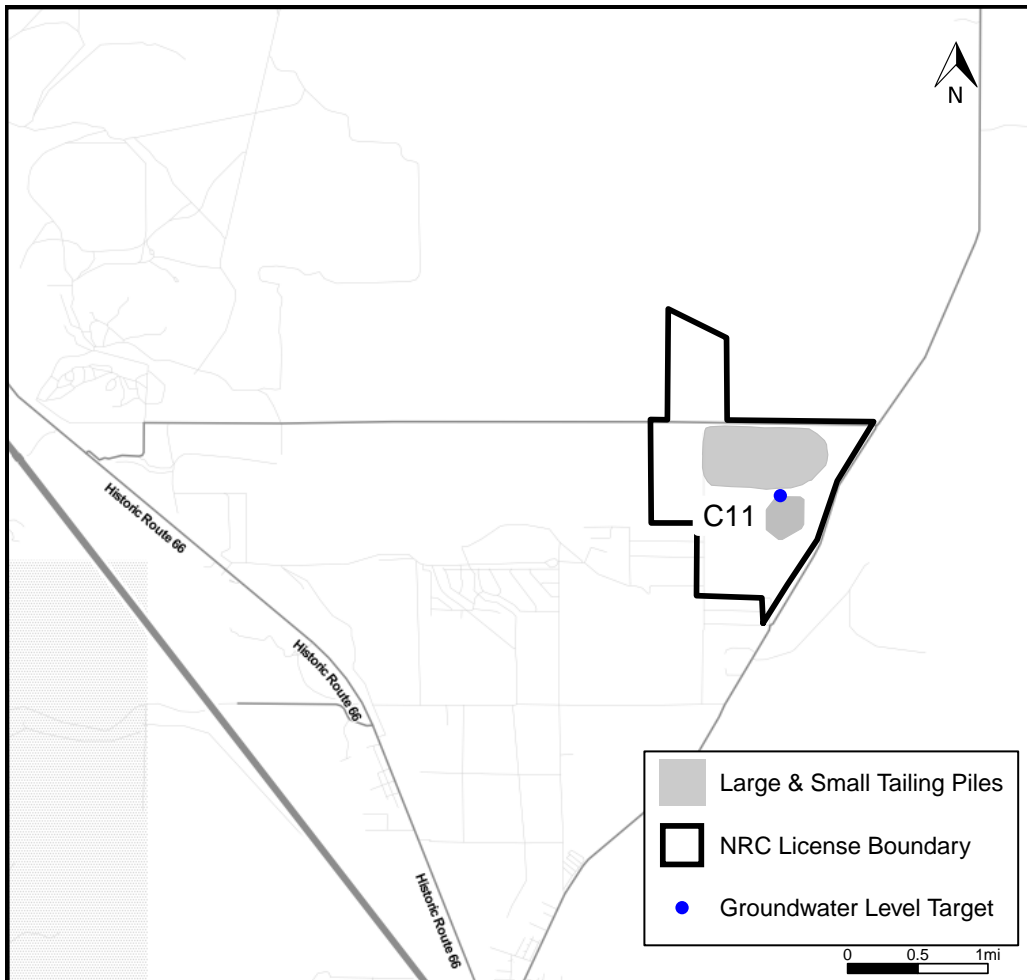 N
C11
Historic Route 66
Historic Route 66
Historic Route 66
Large & Small Tailing Piles
NRC License Boundary
Groundwater Level Target
0 0.5 1mi